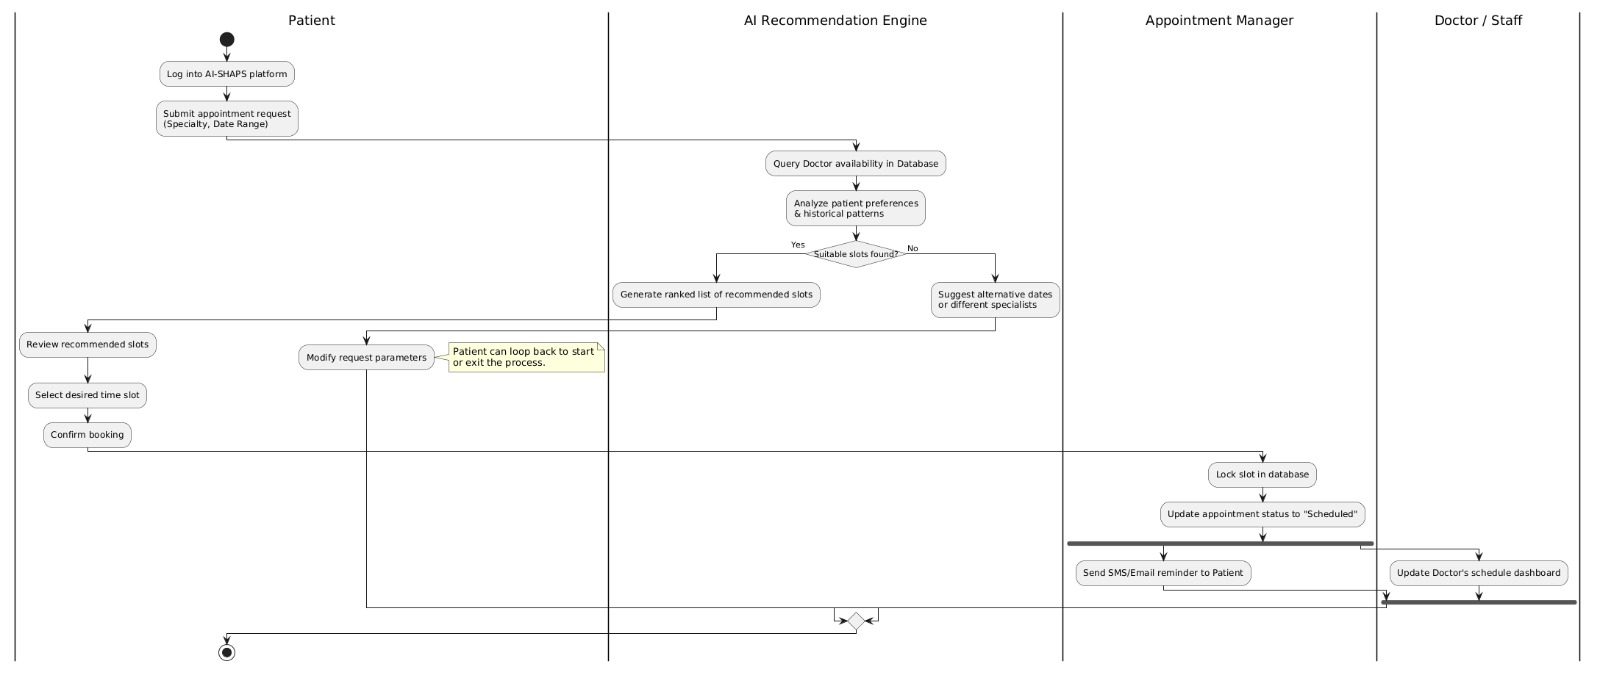 Patient
AI Recommendation Engine
Appointment Manager
Doctor / Staff
Log into AI-SHAPS platform
Submit appointment request
(Specialty, Date Range)
Query Doctor availability in Database
Analyze patient preferences
& historical patterns
Yes
Suitable slots found?
No
Generate ranked list of recommended slots
Suggest alternative dates
or different specialists
Review recommended slots
Modify request parameters
Patient can loop back to start
or exit the process.
Select desired time slot
Confirm booking
Lock slot in database
Update appointment status to "Scheduled"
Send SMS/Email reminder to Patient
Update Doctor's schedule dashboard